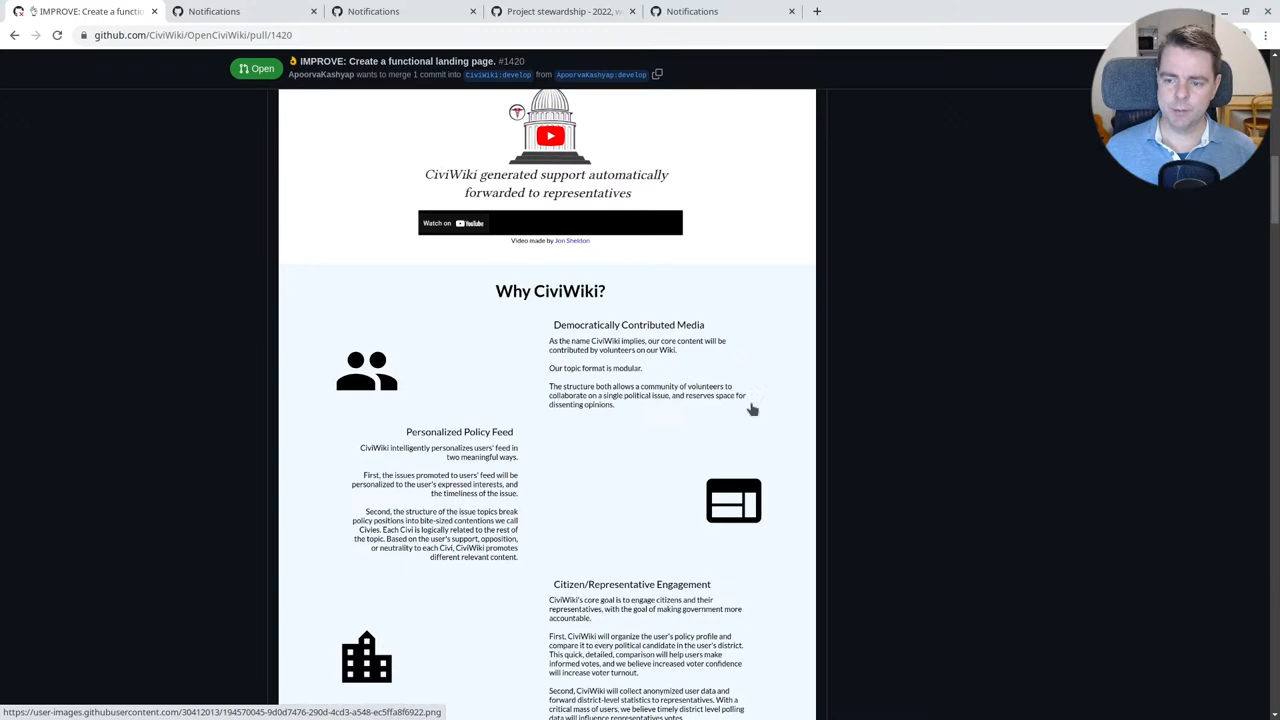 👌 IMPROVE: Create a functio
Notifications
Notifications
Project stewardship - 2022, w
Notifications
github.com/CiviWiki/OpenCiviWiki/pull/1420
Open
👌 IMPROVE: Create a functional landing page. #1420
ApoorvaKashyap wants to merge 1 commit into CiviWiki:develop from ApoorvaKashyap:develop
CiviWiki generated support automatically
forwarded to representatives
Watch on YouTube
Video made by Jon Sheldon
Why CiviWiki?
Democratically Contributed Media
As the name CiviWiki implies, our core content will be
contributed by volunteers on our Wiki.
Our topic format is modular.
The structure both allows a community of volunteers to
collaborate on a single political issue, and reserves space for
dissenting opinions.
Personalized Policy Feed
CiviWiki intelligently personalizes users' feed in
two meaningful ways.
First, the issues promoted to users' feed will be
personalized to the user's expressed interests, and
the timeliness of the issue.
Second, the structure of the issue topics break
policy positions into bite-sized contentions we call
Civies. Each Civi is logically related to the rest of
the topic. Based on the user's support, opposition,
or neutrality to each Civi, CiviWiki promotes
different relevant content.
Citizen/Representative Engagement
CiviWiki's core goal is to engage citizens and their
representatives, with the goal of making government more
accountable.
First, CiviWiki will organize the user's policy profile and
compare it to every political candidate in the user's district.
This quick, detailed, comparison will help users make
informed votes, and we believe increased voter confidence
will increase voter turnout.
Second, CiviWiki will collect anonymized user data and
forward district-level statistics to representatives. With a
critical mass of users, we believe timely district level polling
data will influence representatives votes.
https://user-images.githubusercontent.com/30412013/194570045-9d0d7476-290d-4cd3-a548-ec5ffa8f6922.png